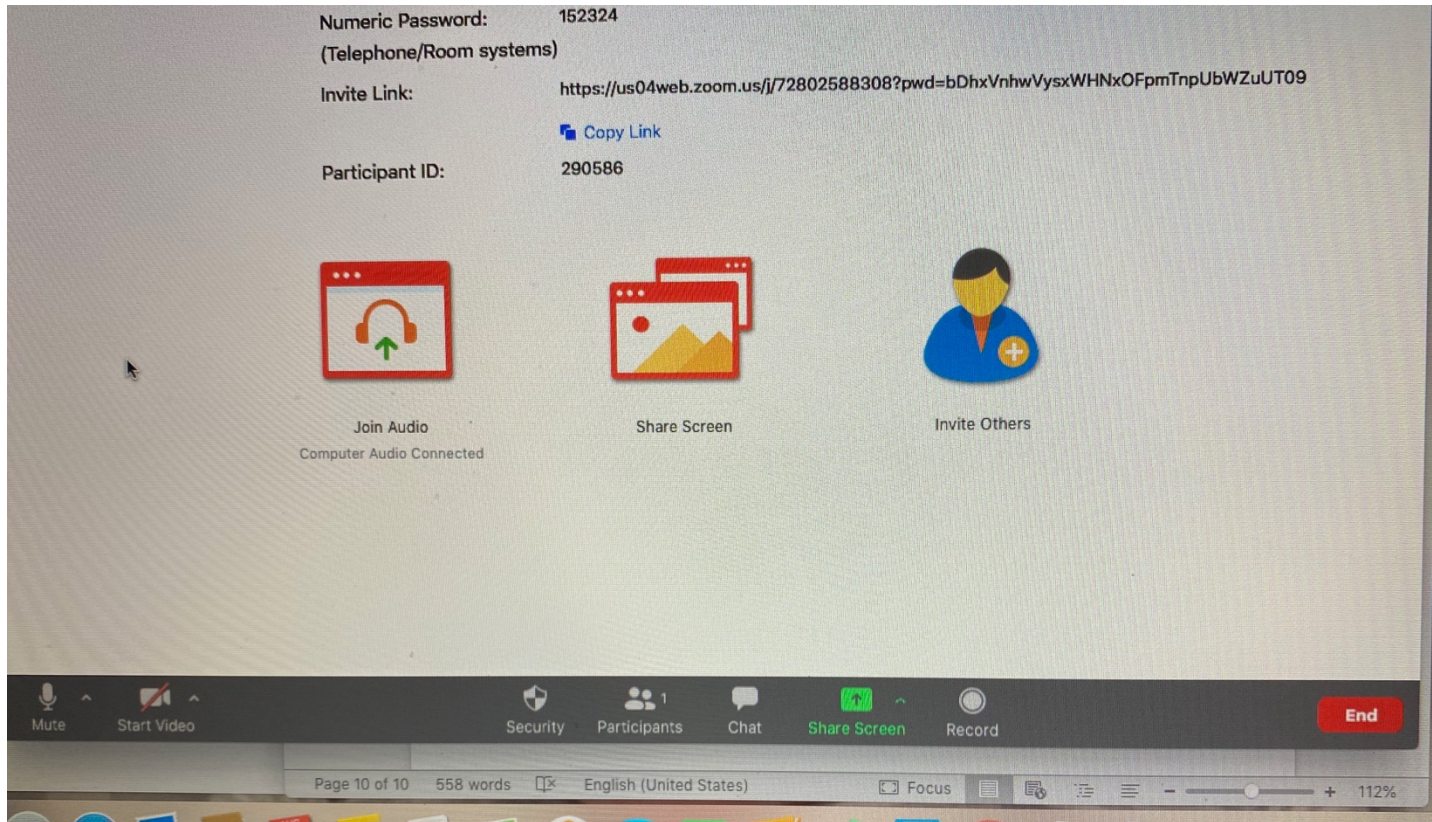 Numeric Password: 152324
(Telephone/Room systems)
Invite Link: https://us04web.zoom.us/j/72802588308?pwd=bDhxVnhwVysxWHNxOFpmTnpUbWZuUT09
Copy Link
Participant ID: 290586
Join Audio Share Screen Invite Others
Computer Audio Connected
1
Mute Start Video Security Participants Chat Share Screen Record End
Page 10 of 10 558 words English (United States) Focus 112%